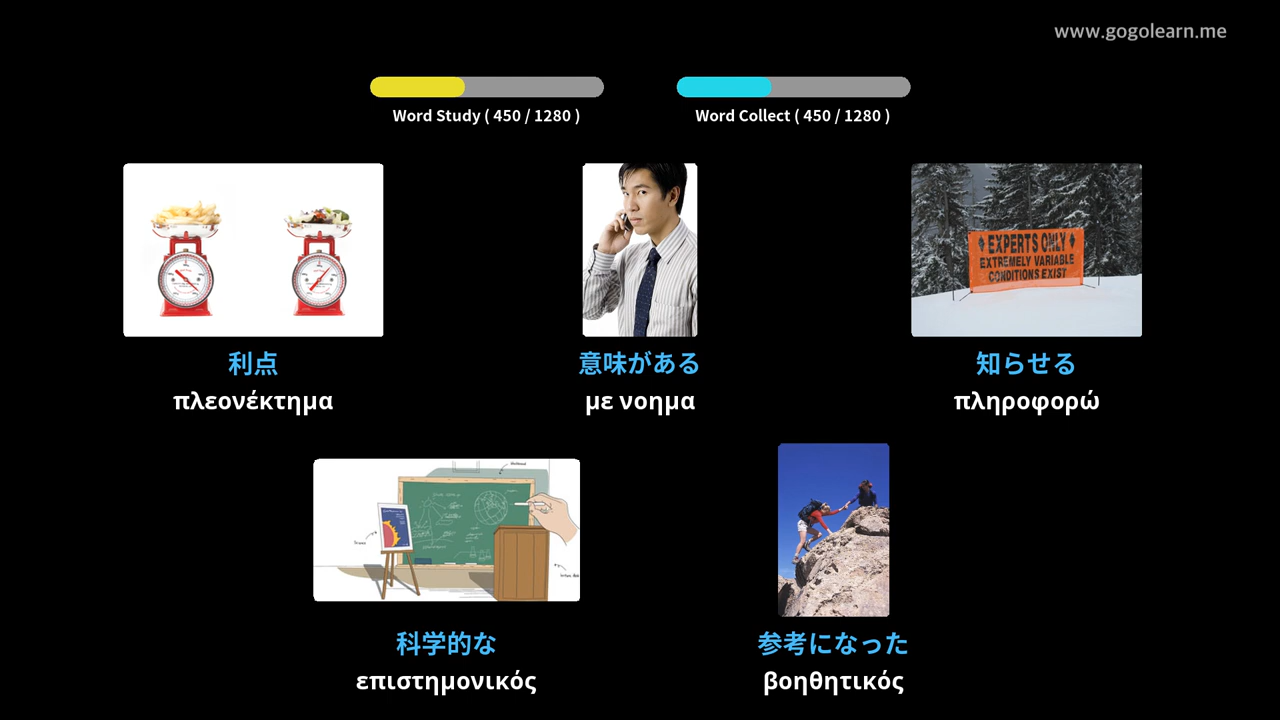 www.gogolearn.me
Word Study ( 450 / 1280 )
Word Collect ( 450 / 1280 )
EXPERTS ONLY
EXTREMELY VARIABLE
CONDITIONS EXIST
利点
πλεονέκτημα
意味がある
με νοημα
知らせる
πληροφορώ
科学的な
επιστημονικός
参考になった
βοηθητικός